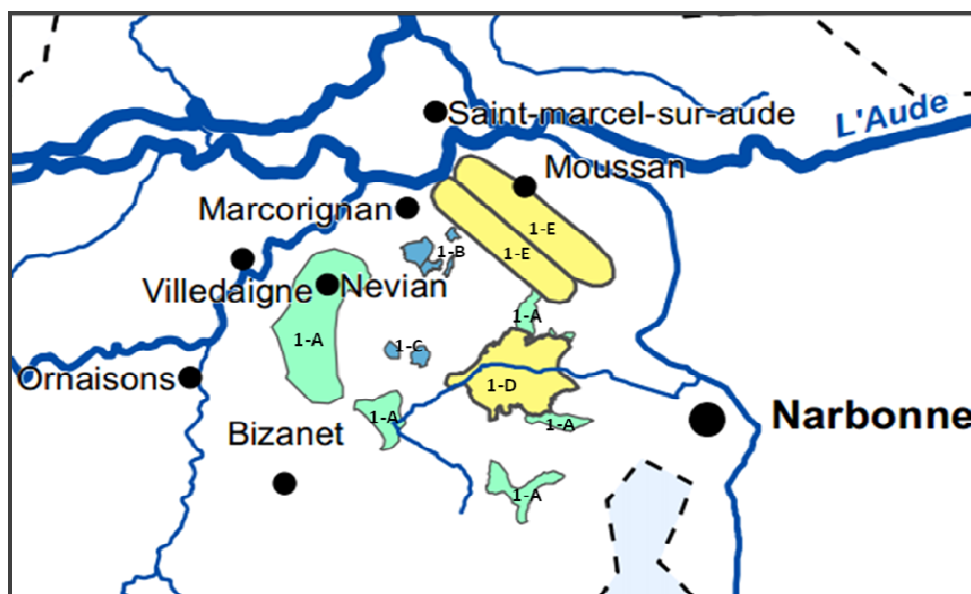 Saint-marcel-sur-aude
L'Aude
Moussan
Marcorignan
1-E
1-B
1-E
Villedaigne
Nevian
1-A
1-A
1-C
Ornaisons
1-D
1-A
1-A
Narbonne
Bizanet
1-A